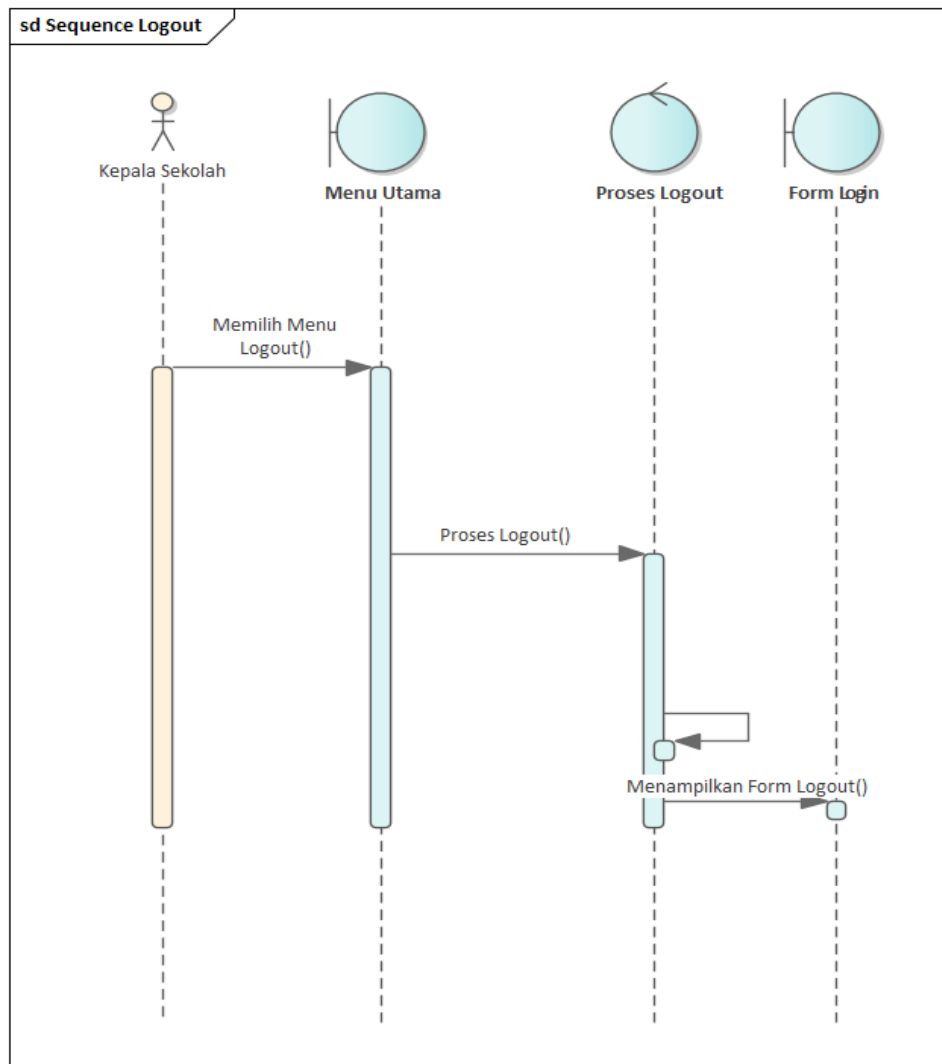 sd Sequence Logout
Kepala Sekolah
Menu Utama
Proses Logout
Form Login
Memilih Menu
Logout()
Proses Logout()
Menampilkan Form Logout()